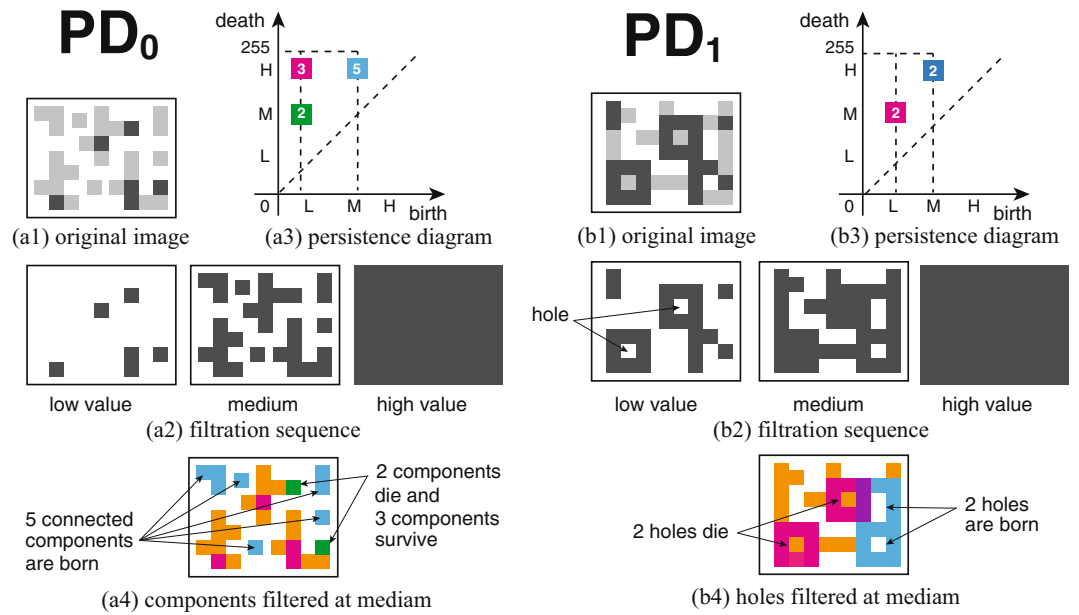 PD0
death
255
H
M
L
0
L
M
H
birth
3
5
2
(a1) original image
(a3) persistence diagram
low value
medium
high value
(a2) filtration sequence
5 connected
components
are born
2 components
die and
3 components
survive
(a4) components filtered at mediam
PD1
death
255
H
M
L
0
L
M
H
birth
2
2
(b1) original image
(b3) persistence diagram
hole
low value
medium
high value
(b2) filtration sequence
2 holes die
2 holes
are born
(b4) holes filtered at mediam